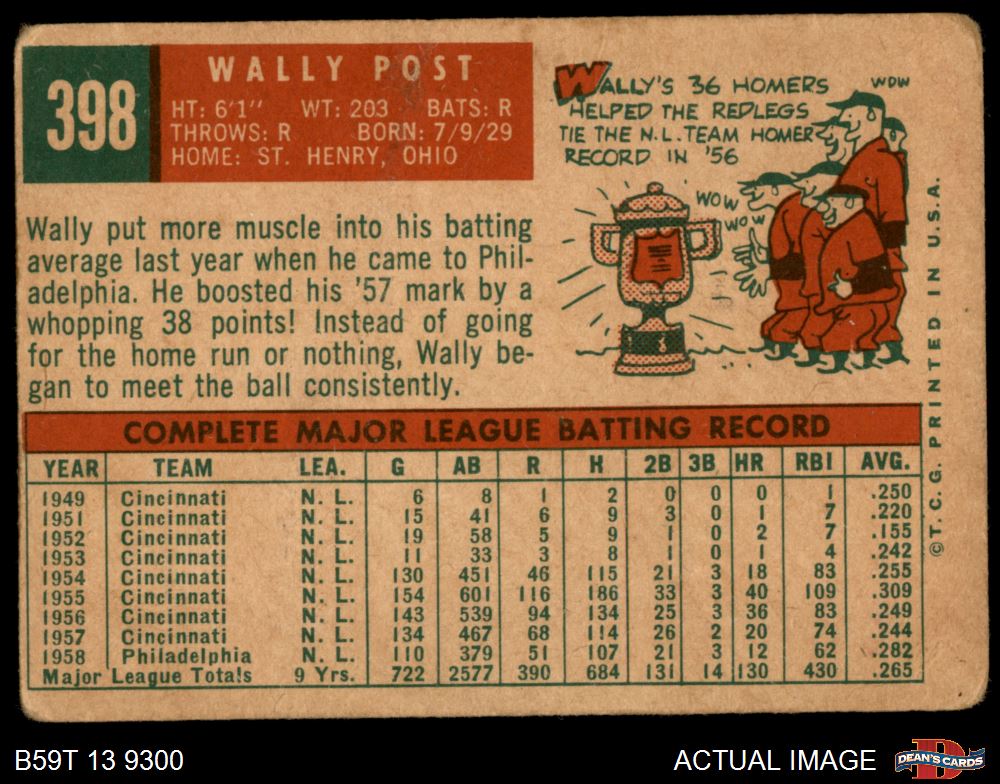 398
WALLY POST
HT: 6'1" WT: 203 BATS: R
THROWS: R BORN: 7/9/29
HOME: ST. HENRY, OHIO
WALLY'S 36 HOMERS
HELPED THE REDLEGS
TIE THE N.L. TEAM HOMER
RECORD IN '56
WOW
WOW
WOW
Wally put more muscle into his batting
average last year when he came to Phil-
adelphia. He boosted his '57 mark by a
whopping 38 points! Instead of going
for the home run or nothing, Wally be-
gan to meet the ball consistently.
COMPLETE MAJOR LEAGUE BATTING RECORD
YEAR TEAM LEA. G AB R H 2B 3B HR RBI AVG.
1949 Cincinnati N. L. 6 8 1 2 0 0 0 1 .250
1951 Cincinnati N. L. 15 41 6 9 3 0 1 7 .220
1952 Cincinnati N. L. 19 58 5 9 1 0 2 7 .155
1953 Cincinnati N. L. 11 33 3 8 1 0 1 4 .242
1954 Cincinnati N. L. 130 451 46 115 21 3 18 83 .255
1955 Cincinnati N. L. 154 601 116 186 33 3 40 109 .309
1956 Cincinnati N. L. 143 539 94 134 25 3 36 83 .249
1957 Cincinnati N. L. 134 467 68 114 26 2 20 74 .244
1958 Philadelphia N. L. 110 379 51 107 21 3 12 62 .282
Major League Totals 9 Yrs. 722 2577 390 684 131 14 130 430 .265
©T. C. G. PRINTED IN U.S.A.
B59T 13 9300
ACTUAL IMAGE
D
DEAN'S CARDS